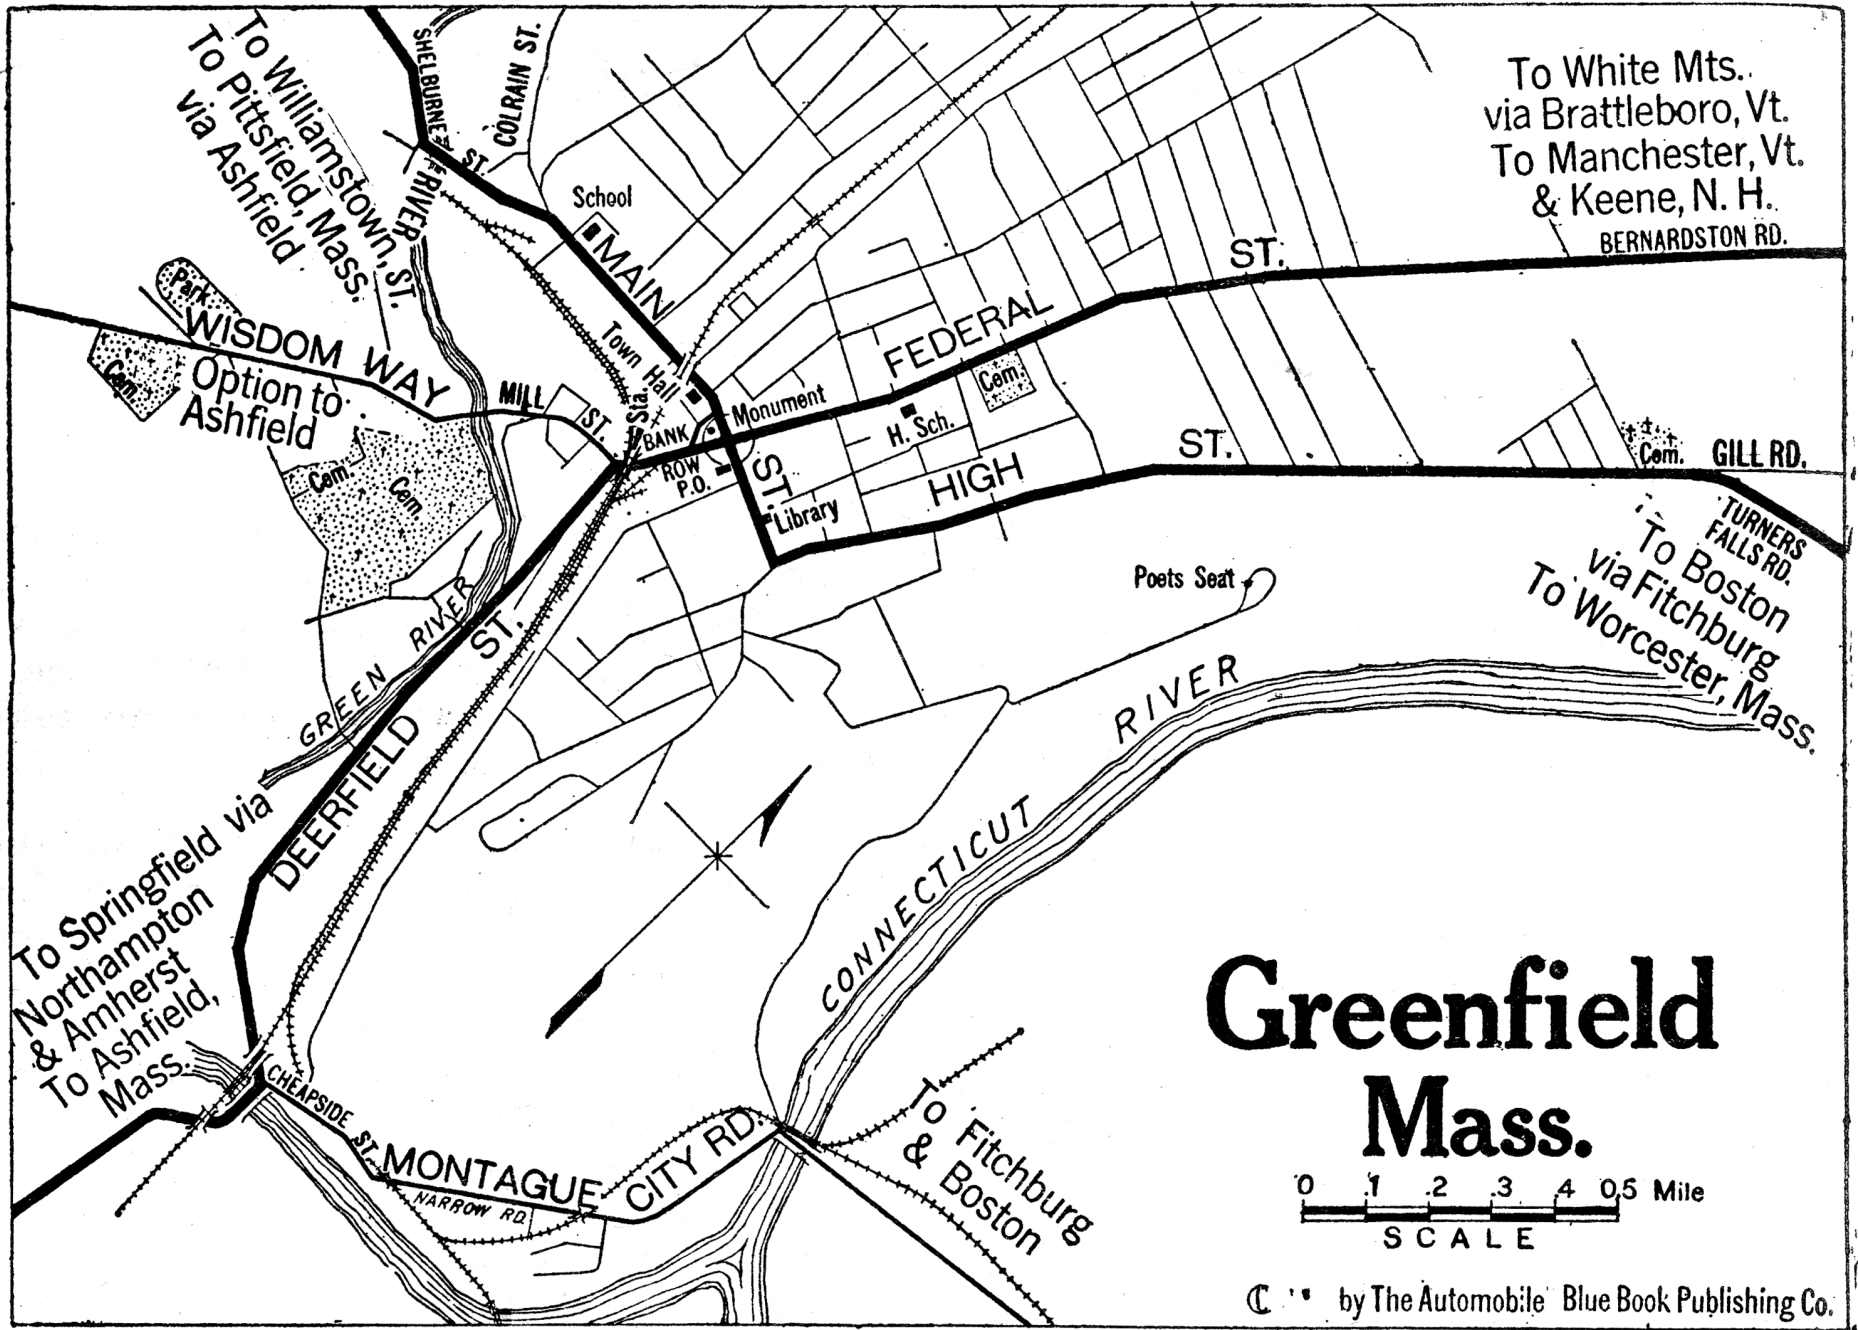 To Williamstown,
To Pittsfield, Mass.
via Ashfield
SHELBURNE
ST.
COLRAIN ST.
RIVER
ST.
School
MAIN
ST.
To White Mts.
via Brattleboro, Vt.
To Manchester, Vt.
& Keene, N. H.
BERNARDSTON RD.
Park
WISDOM WAY
Cem.
Option to
Ashfield
MILL
ST.
Town Hall
Sta.
BANK
ROW
P.O.
Monument
FEDERAL
ST.
Cem.
H. Sch.
HIGH
ST.
Library
Cem.
GILL RD.
TURNERS
FALLS RD.
Cem.
Cem.
To Boston
via Fitchburg
To Worcester, Mass.
Poets Seat
GREEN RIVER
DEERFIELD
ST.
CONNECTICUT RIVER
To Springfield via
Northampton
& Amherst
To Ashfield,
Mass.
CHEAPSIDE ST.
MONTAGUE
CITY RD.
NARROW RD.
To Fitchburg
& Boston
Greenfield
Mass.
0 .1 .2 .3 .4 0.5 Mile
SCALE
© by The Automobile Blue Book Publishing Co.